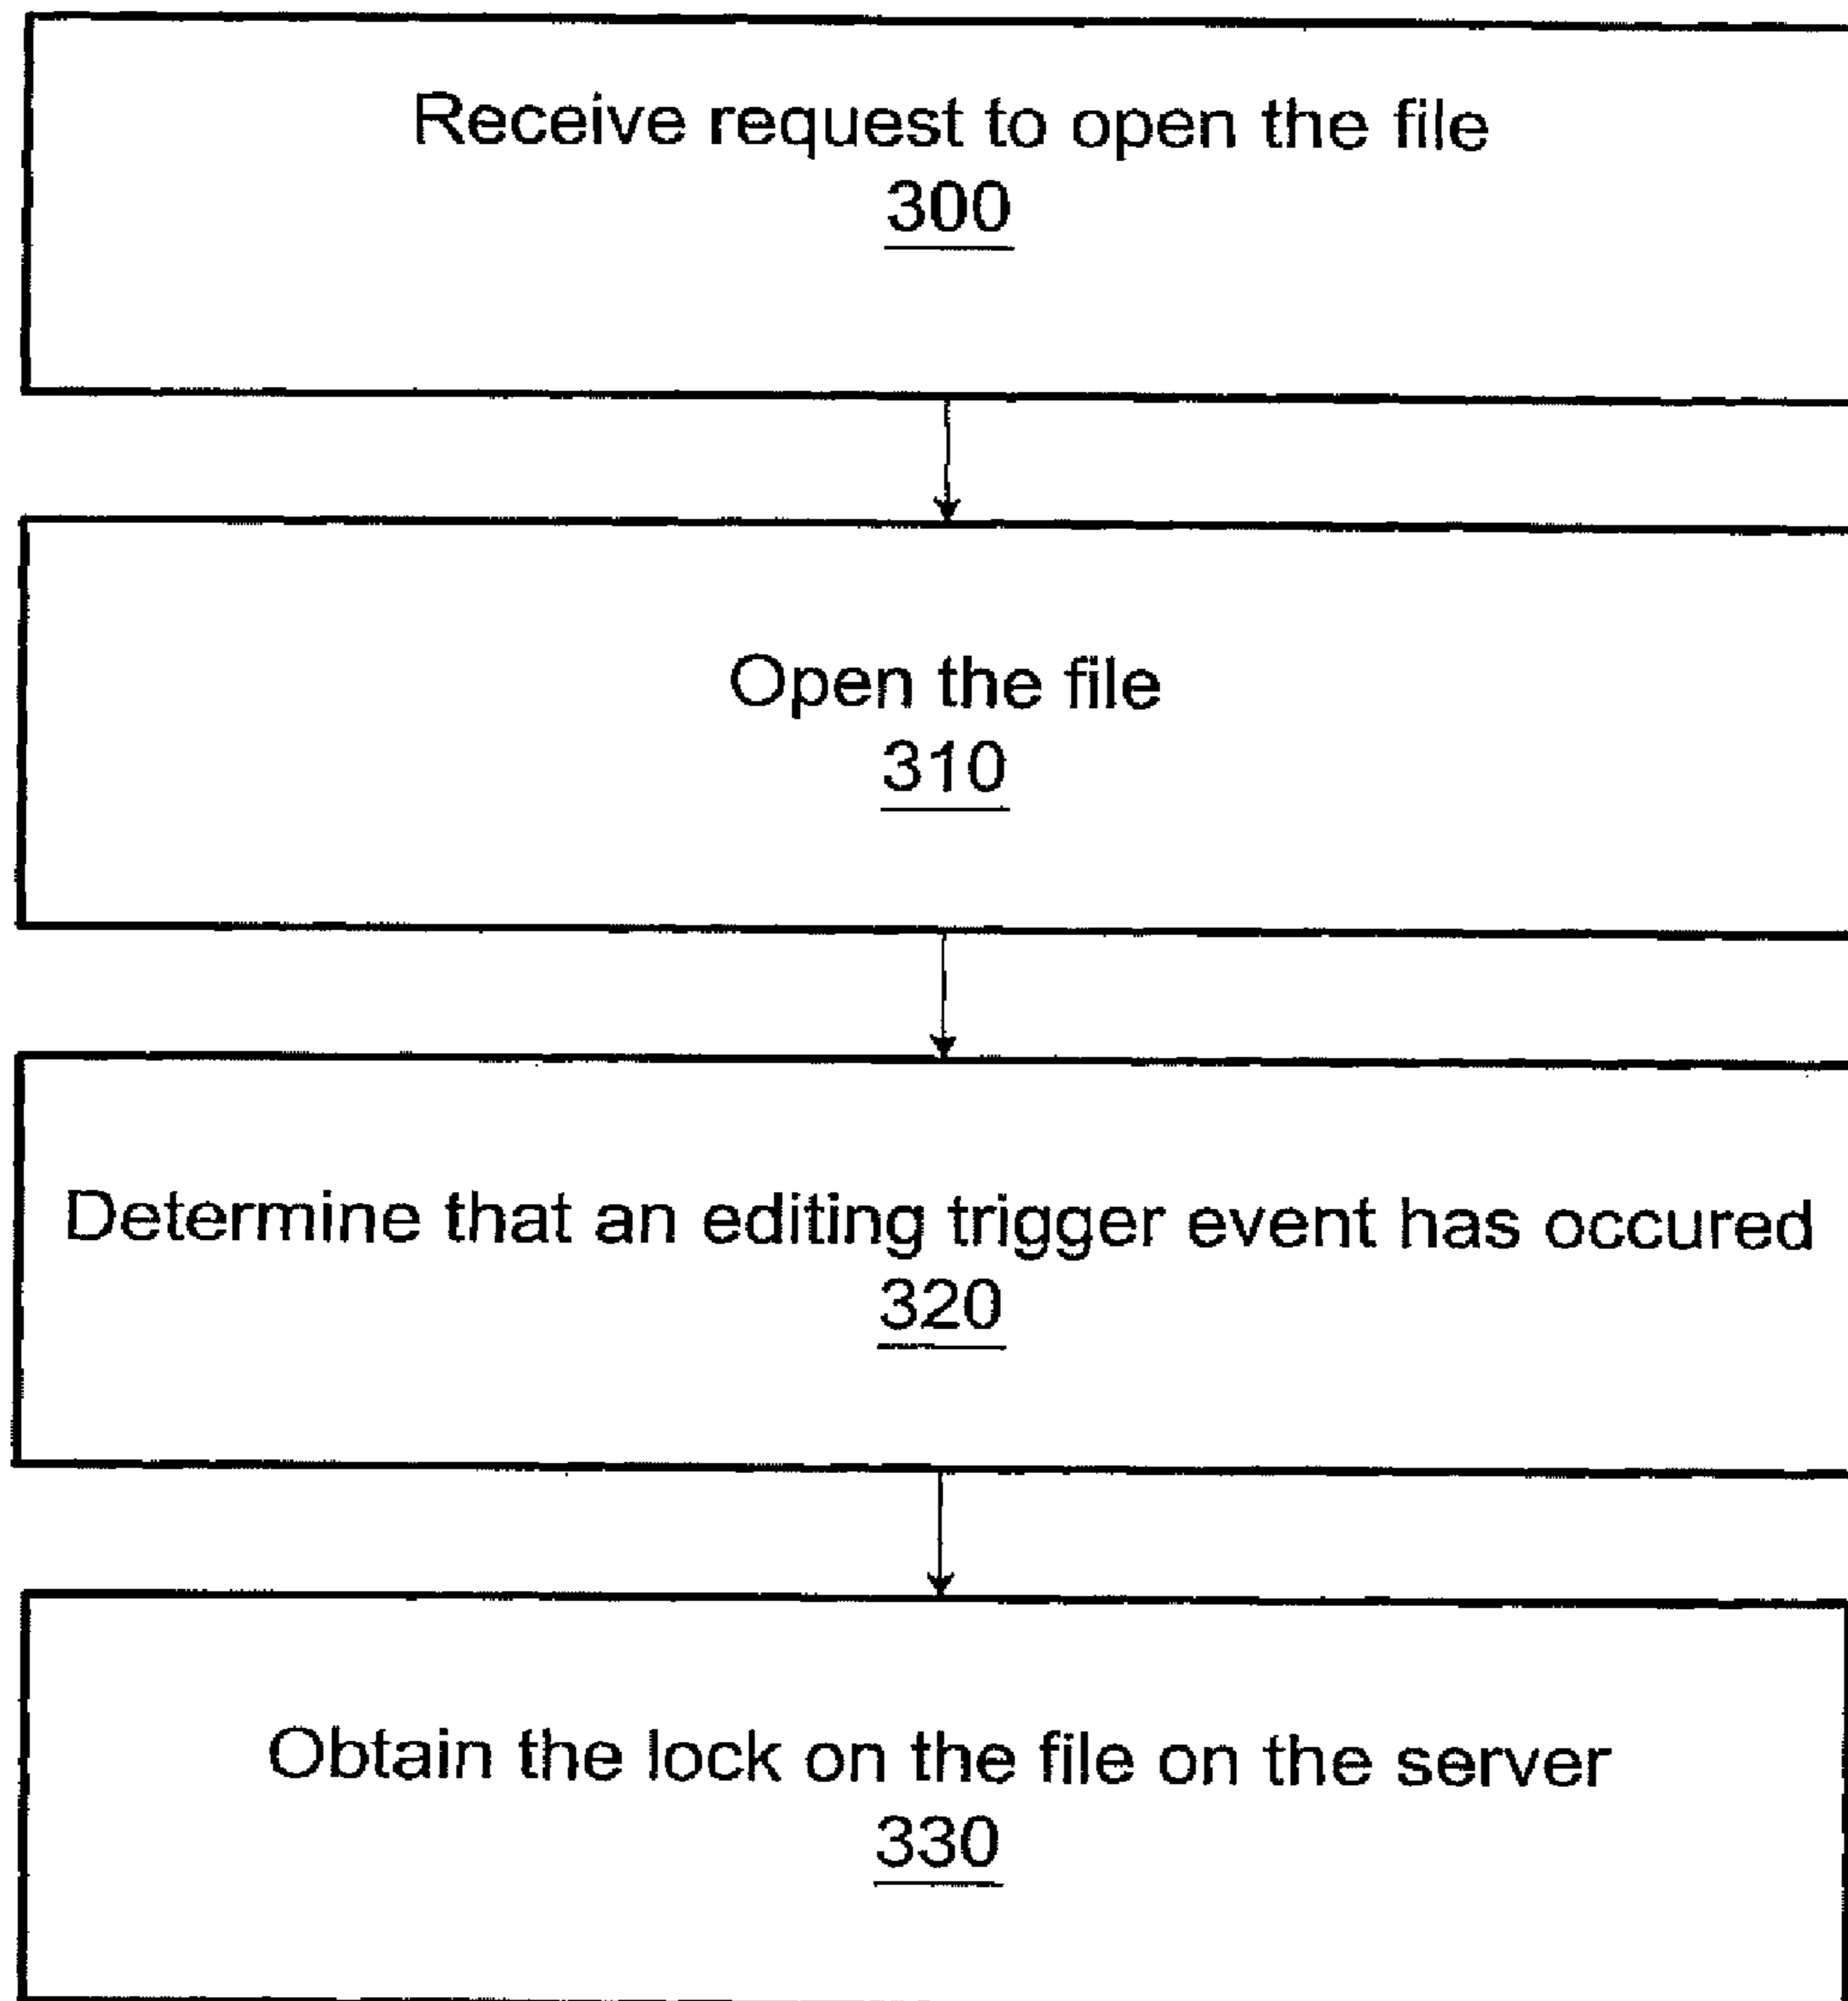 Receive request to open the file
300
Open the file
310
Determine that an editing trigger event has occured
320
Obtain the lock on the file on the server
330